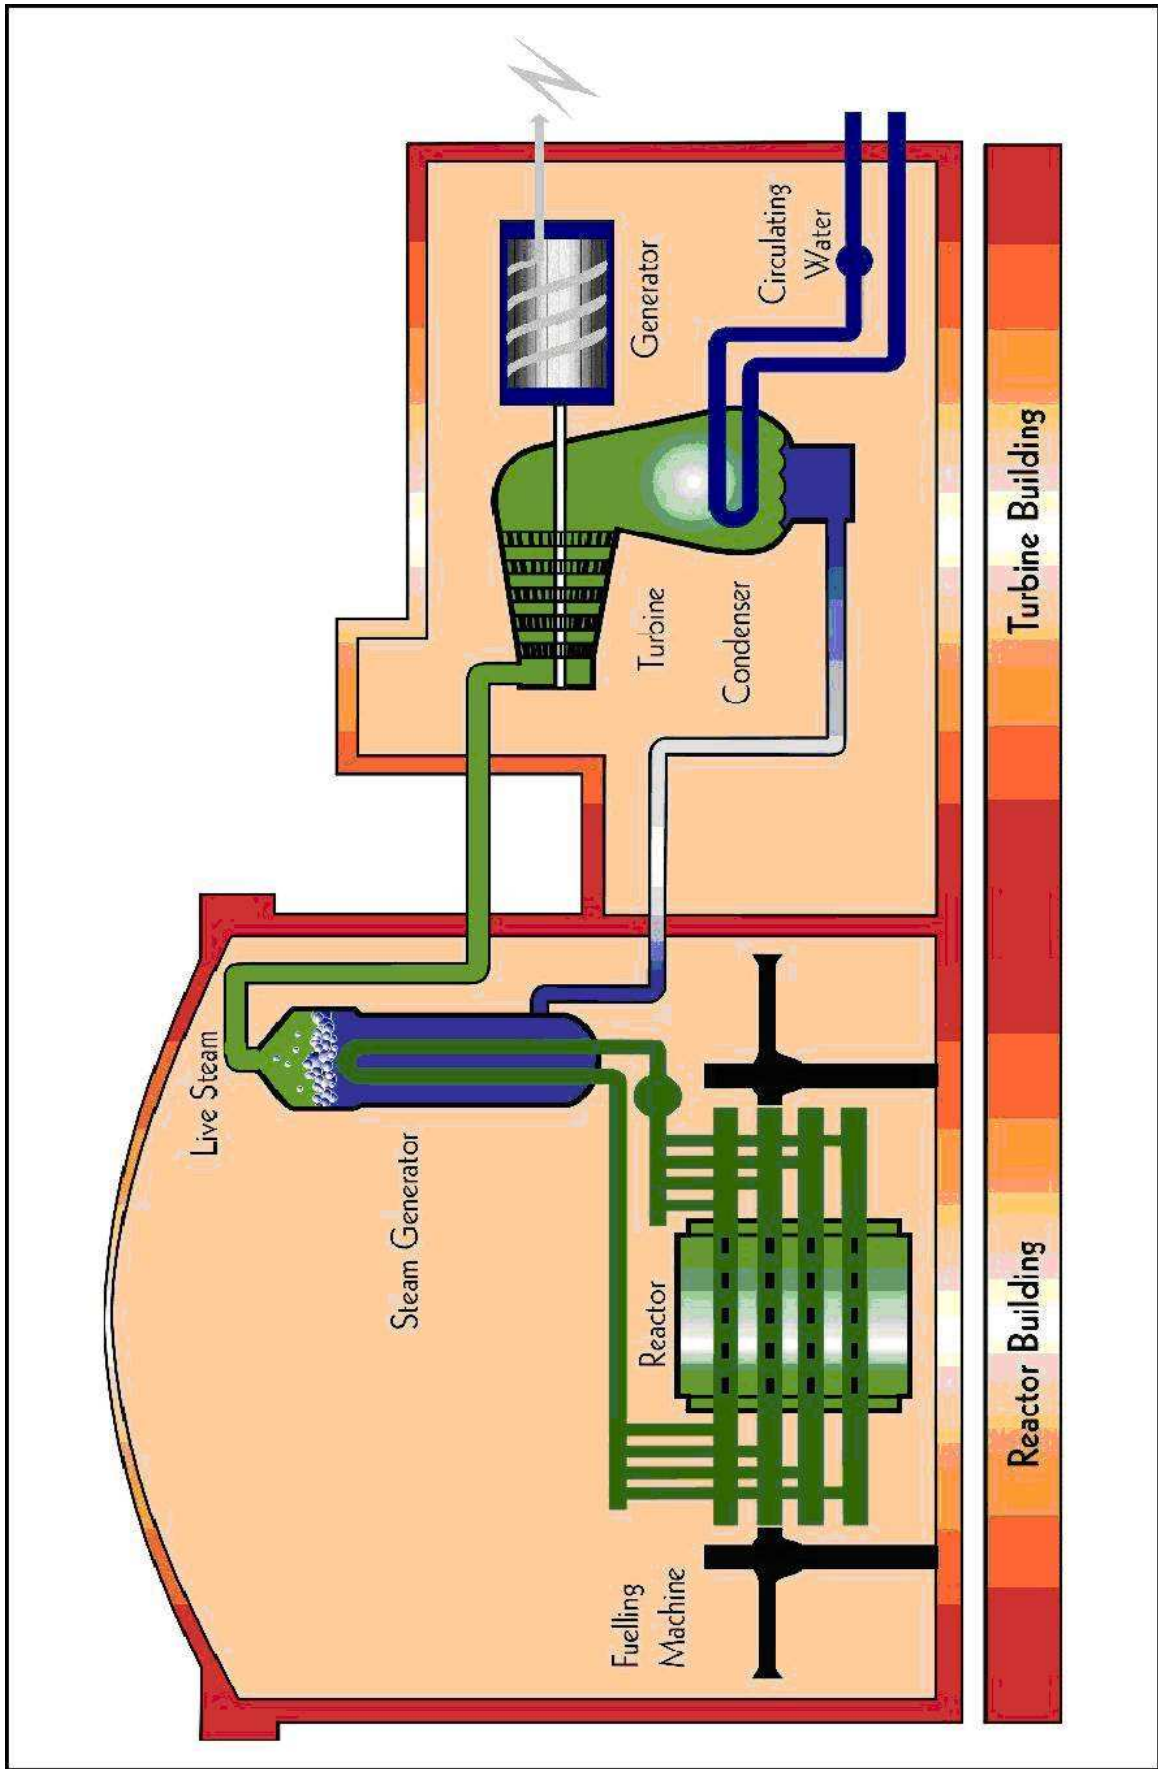 Live Steam
Steam Generator
Fuelling
Machine
Reactor
Turbine
Condenser
Generator
Circulating
Water
Reactor Building
Turbine Building